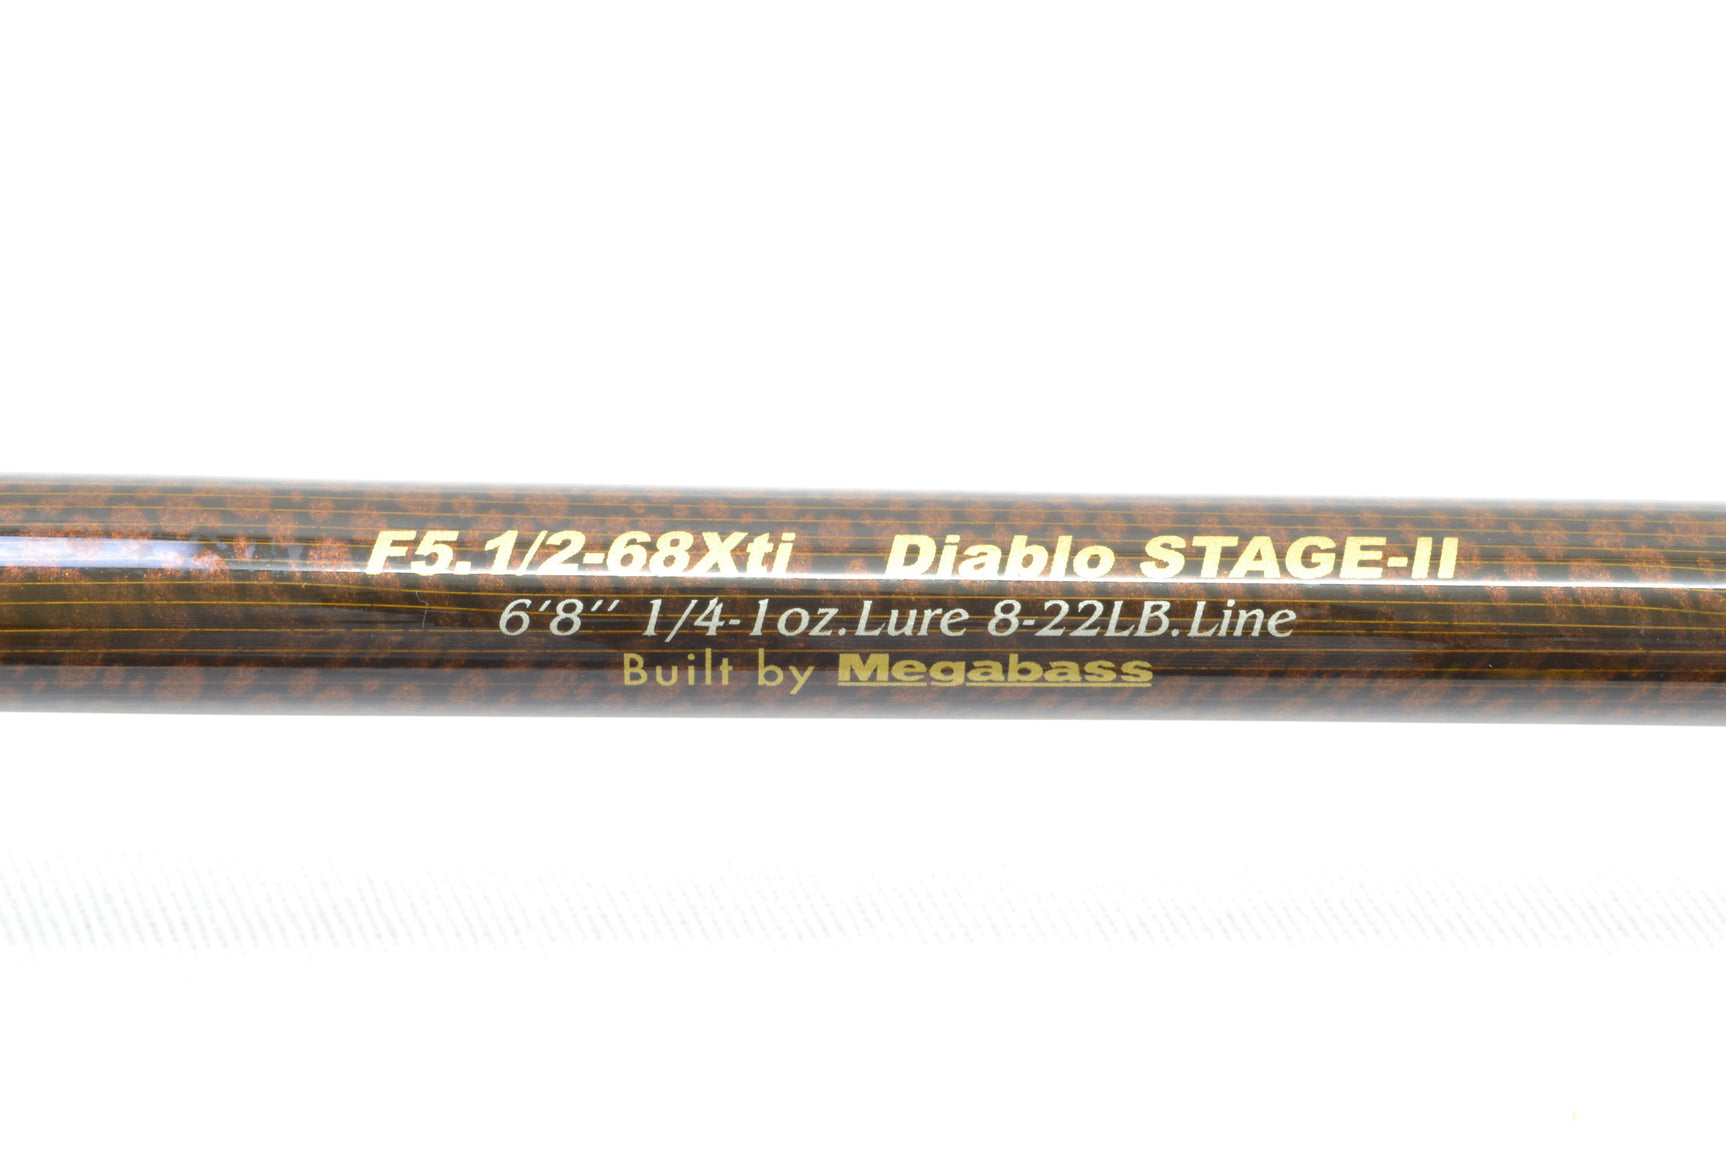 F5.1/2-68Xti Diablo STAGE-II
6'8'' 1/4-1oz.Lure 8-22LB.Line
Built by Megabass